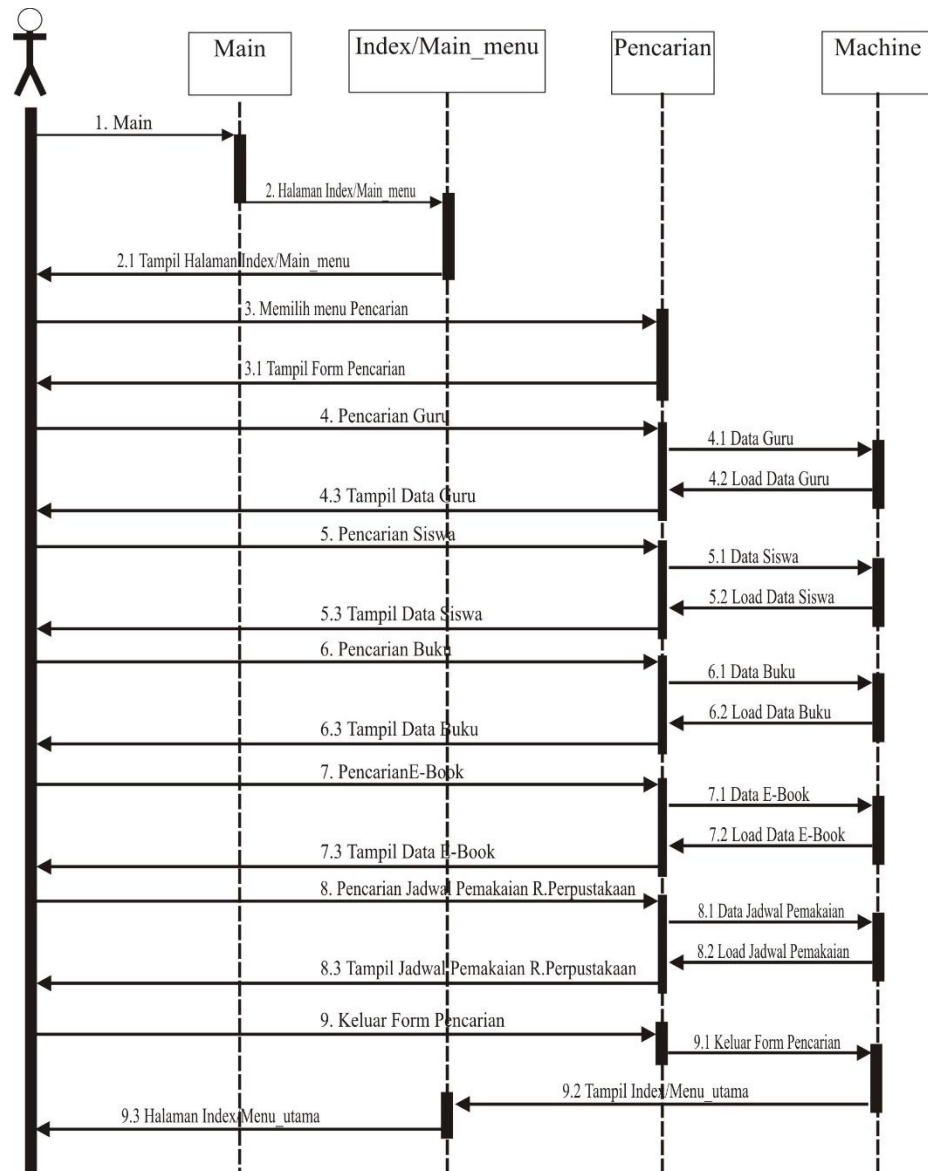 Main
Index/Main_menu
Pencarian
Machine
1. Main
2. Halaman Index/Main_menu
2.1 Tampil Halaman Index/Main_menu
3. Memilih menu Pencarian
3.1 Tampil Form Pencarian
4. Pencarian Guru
4.1 Data Guru
4.2 Load Data Guru
4.3 Tampil Data Guru
5. Pencarian Siswa
5.1 Data Siswa
5.2 Load Data Siswa
5.3 Tampil Data Siswa
6. Pencarian Buku
6.1 Data Buku
6.2 Load Data Buku
6.3 Tampil Data Buku
7. PencarianE-Book
7.1 Data E-Book
7.2 Load Data E-Book
7.3 Tampil Data E-Book
8. Pencarian Jadwal Pemakaian R.Perpustakaan
8.1 Data Jadwal Pemakaian
8.2 Load Jadwal Pemakaian
8.3 Tampil Jadwal Pemakaian R.Perpustakaan
9. Keluar Form Pencarian
9.1 Keluar Form Pencarian
9.2 Tampil Index/Menu_utama
9.3 Halaman Index/Menu_utama